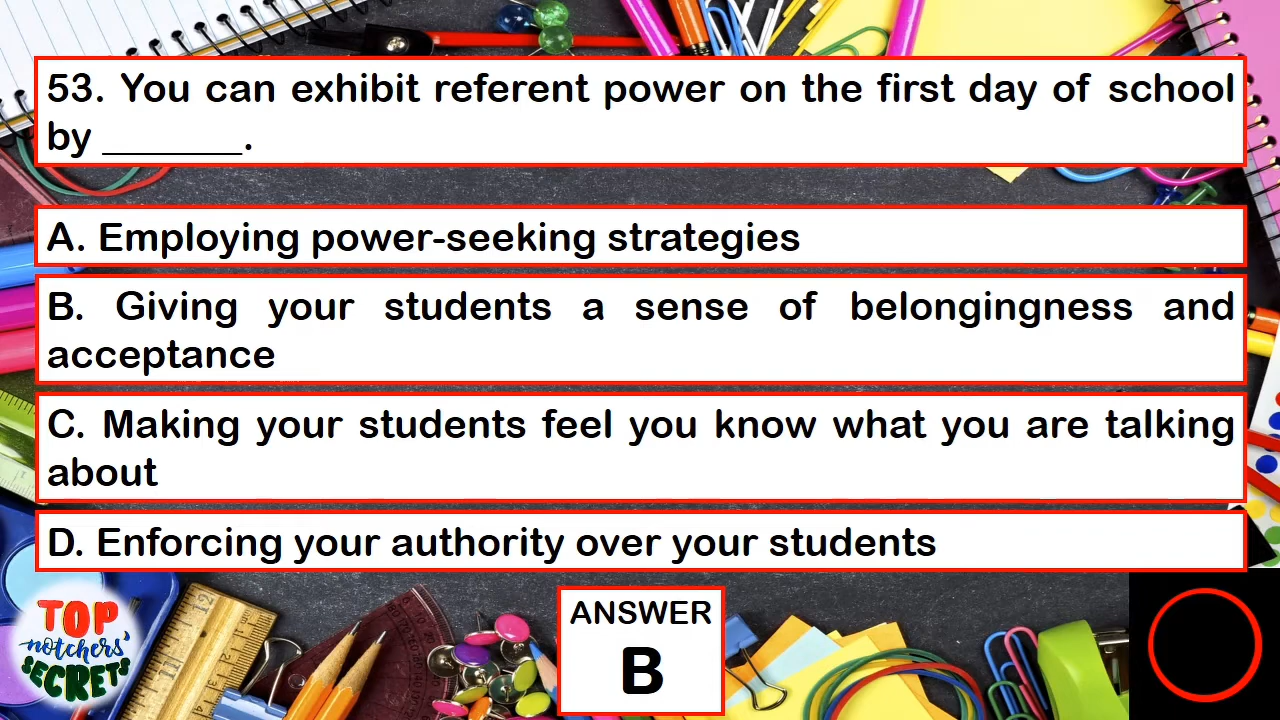 53. You can exhibit referent power on the first day of school
by _______.
A. Employing power-seeking strategies
B. Giving your students a sense of belongingness and
acceptance
C. Making your students feel you know what you are talking
about
D. Enforcing your authority over your students
TOP
notchers'
SECRETS
ANSWER
B
12
11